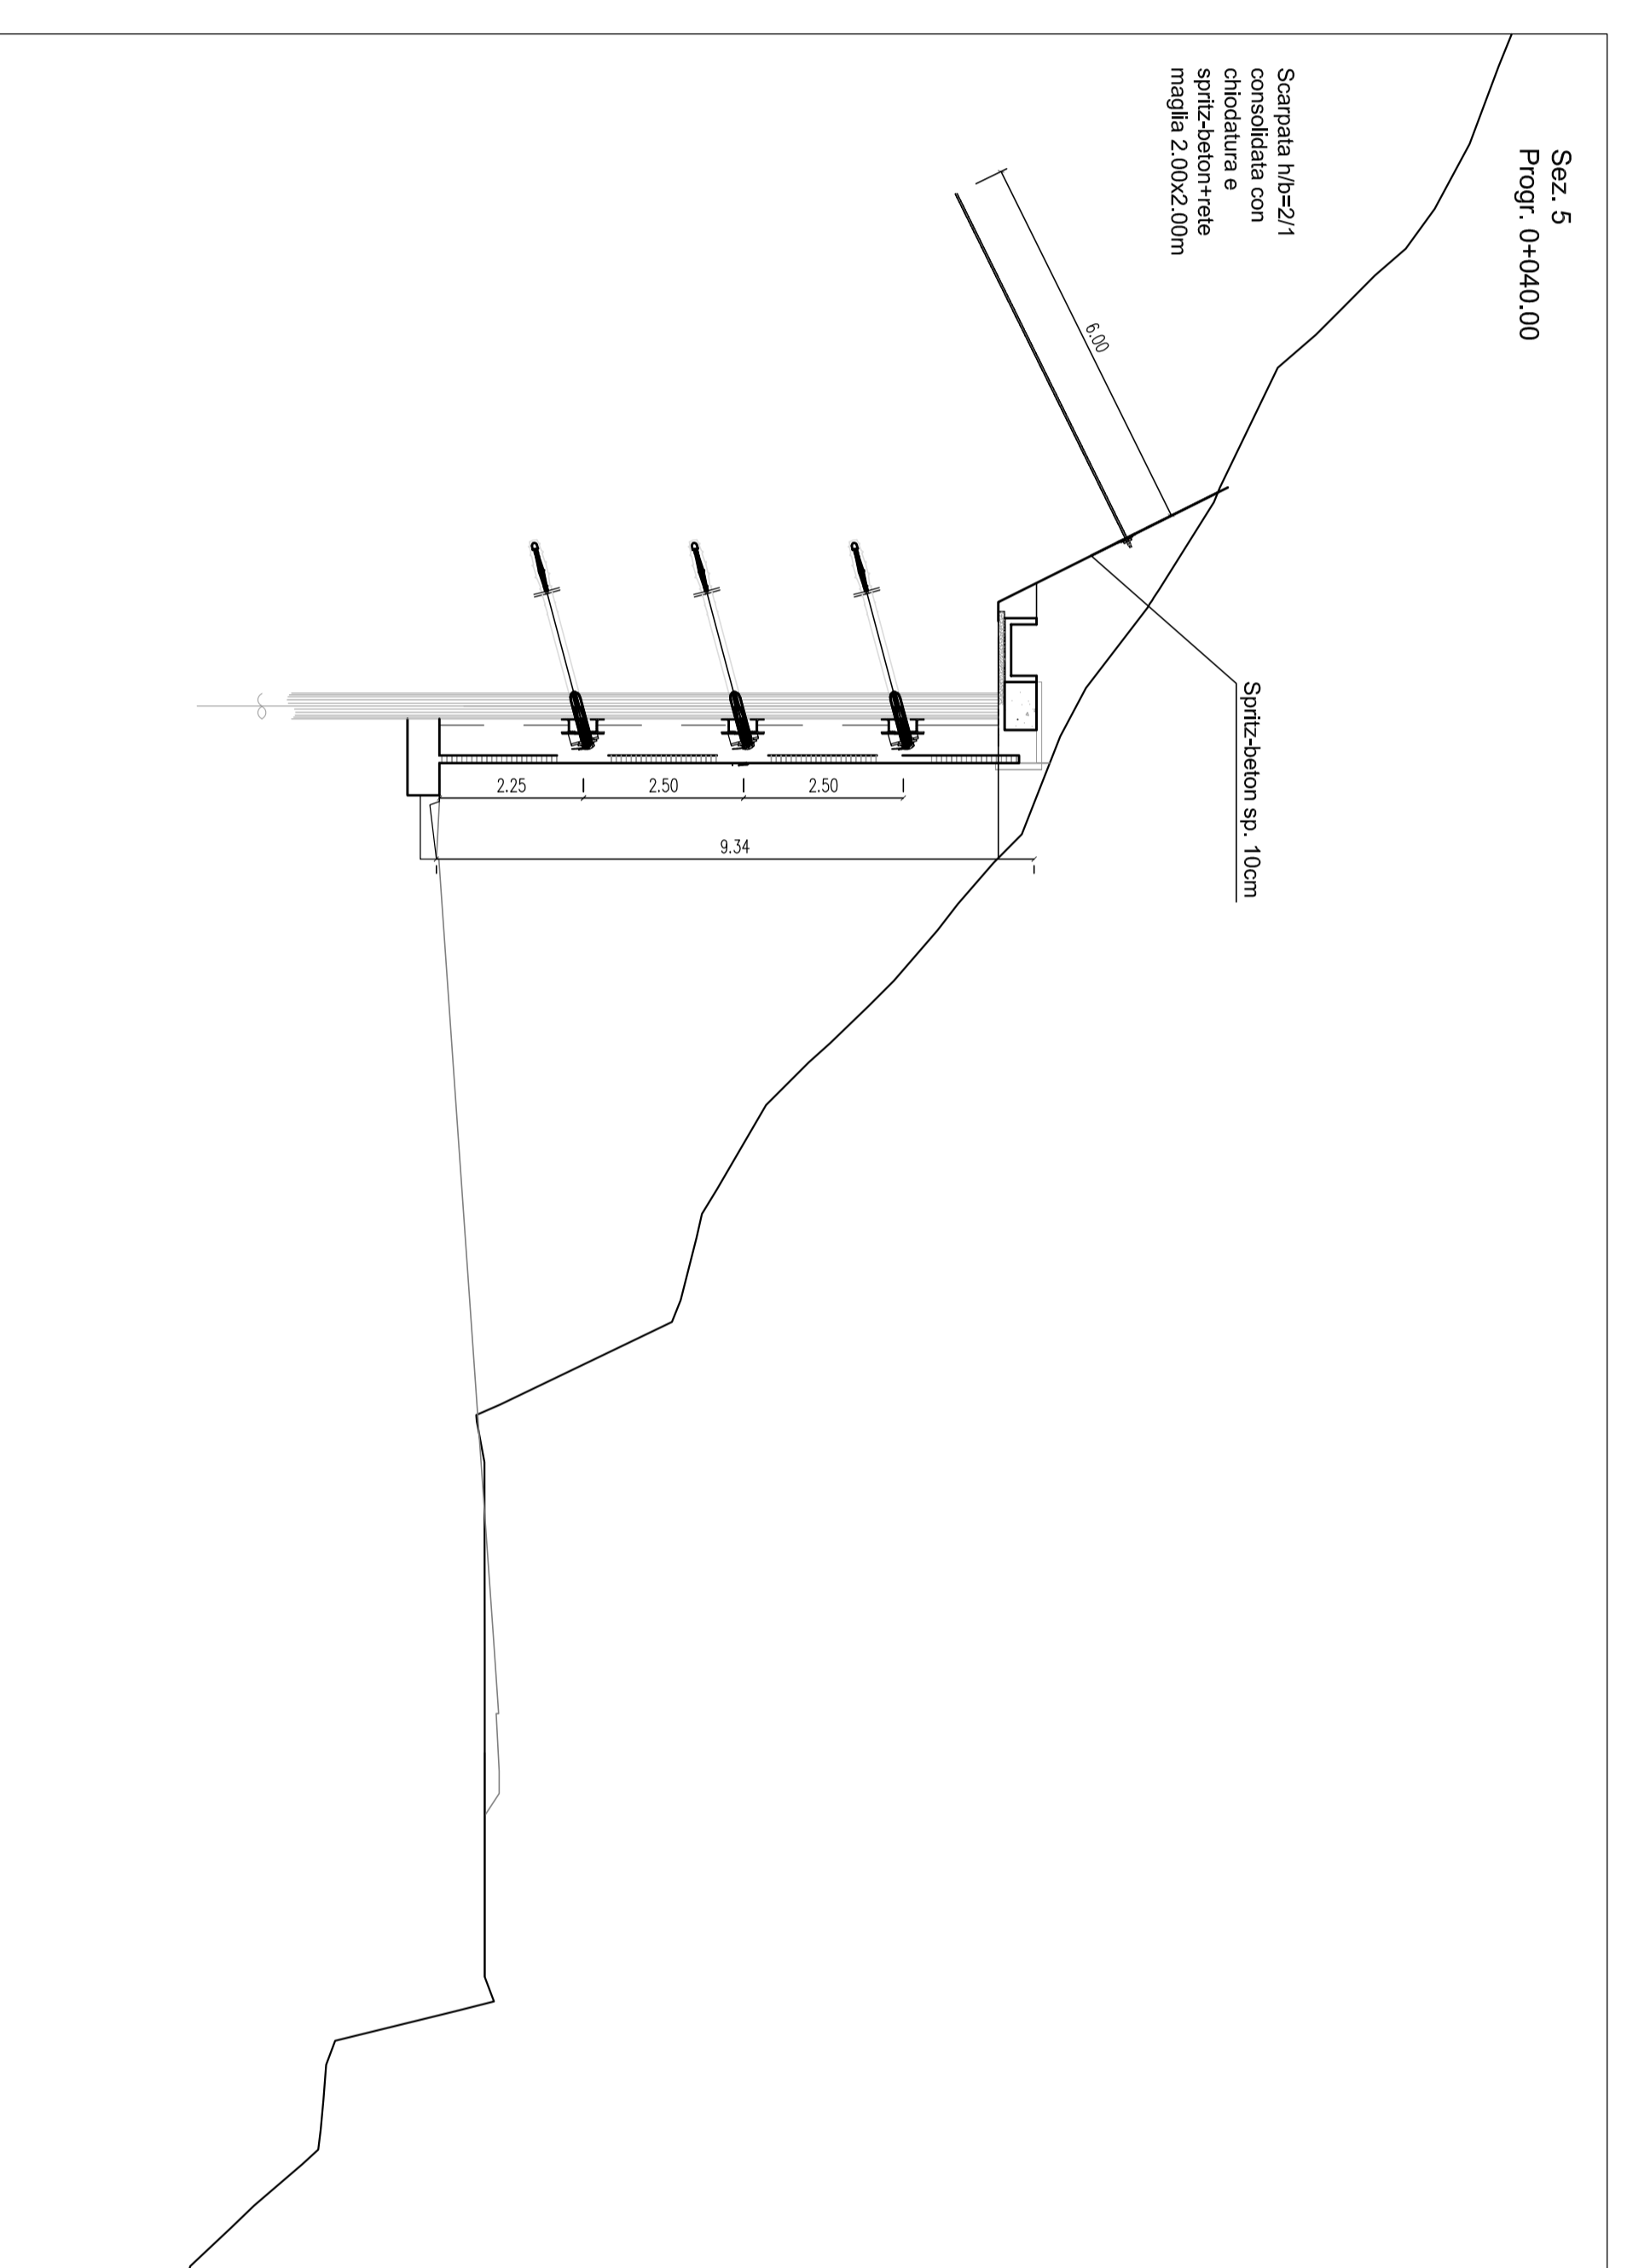 Sez. 5
Progr. 0+040.00
Scarpata h/b=2/1
consolidata con
chiodatura e
spritz-beton+rete
maglia 2.00x2.00m
6.00
Spritz-beton sp. 10cm
2.25
2.50
2.50
9.34